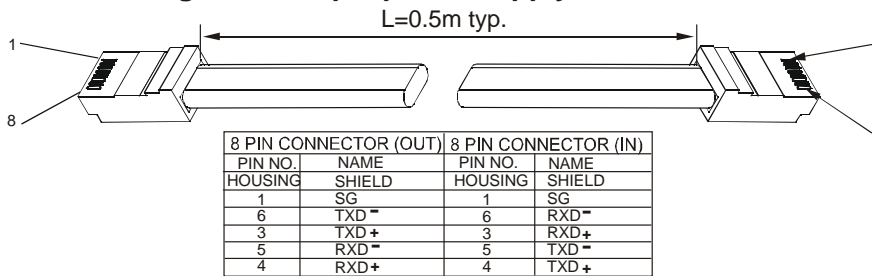 L=0.5m typ.
1
8
8 PIN CONNECTOR (OUT) 8 PIN CONNECTOR (IN)
PIN NO. NAME PIN NO. NAME
HOUSING SHIELD HOUSING SHIELD
1 SG 1 SG
6 TXD- 6 RXD-
3 TXD+ 3 RXD+
5 RXD- 5 TXD-
4 RXD+ 4 TXD+